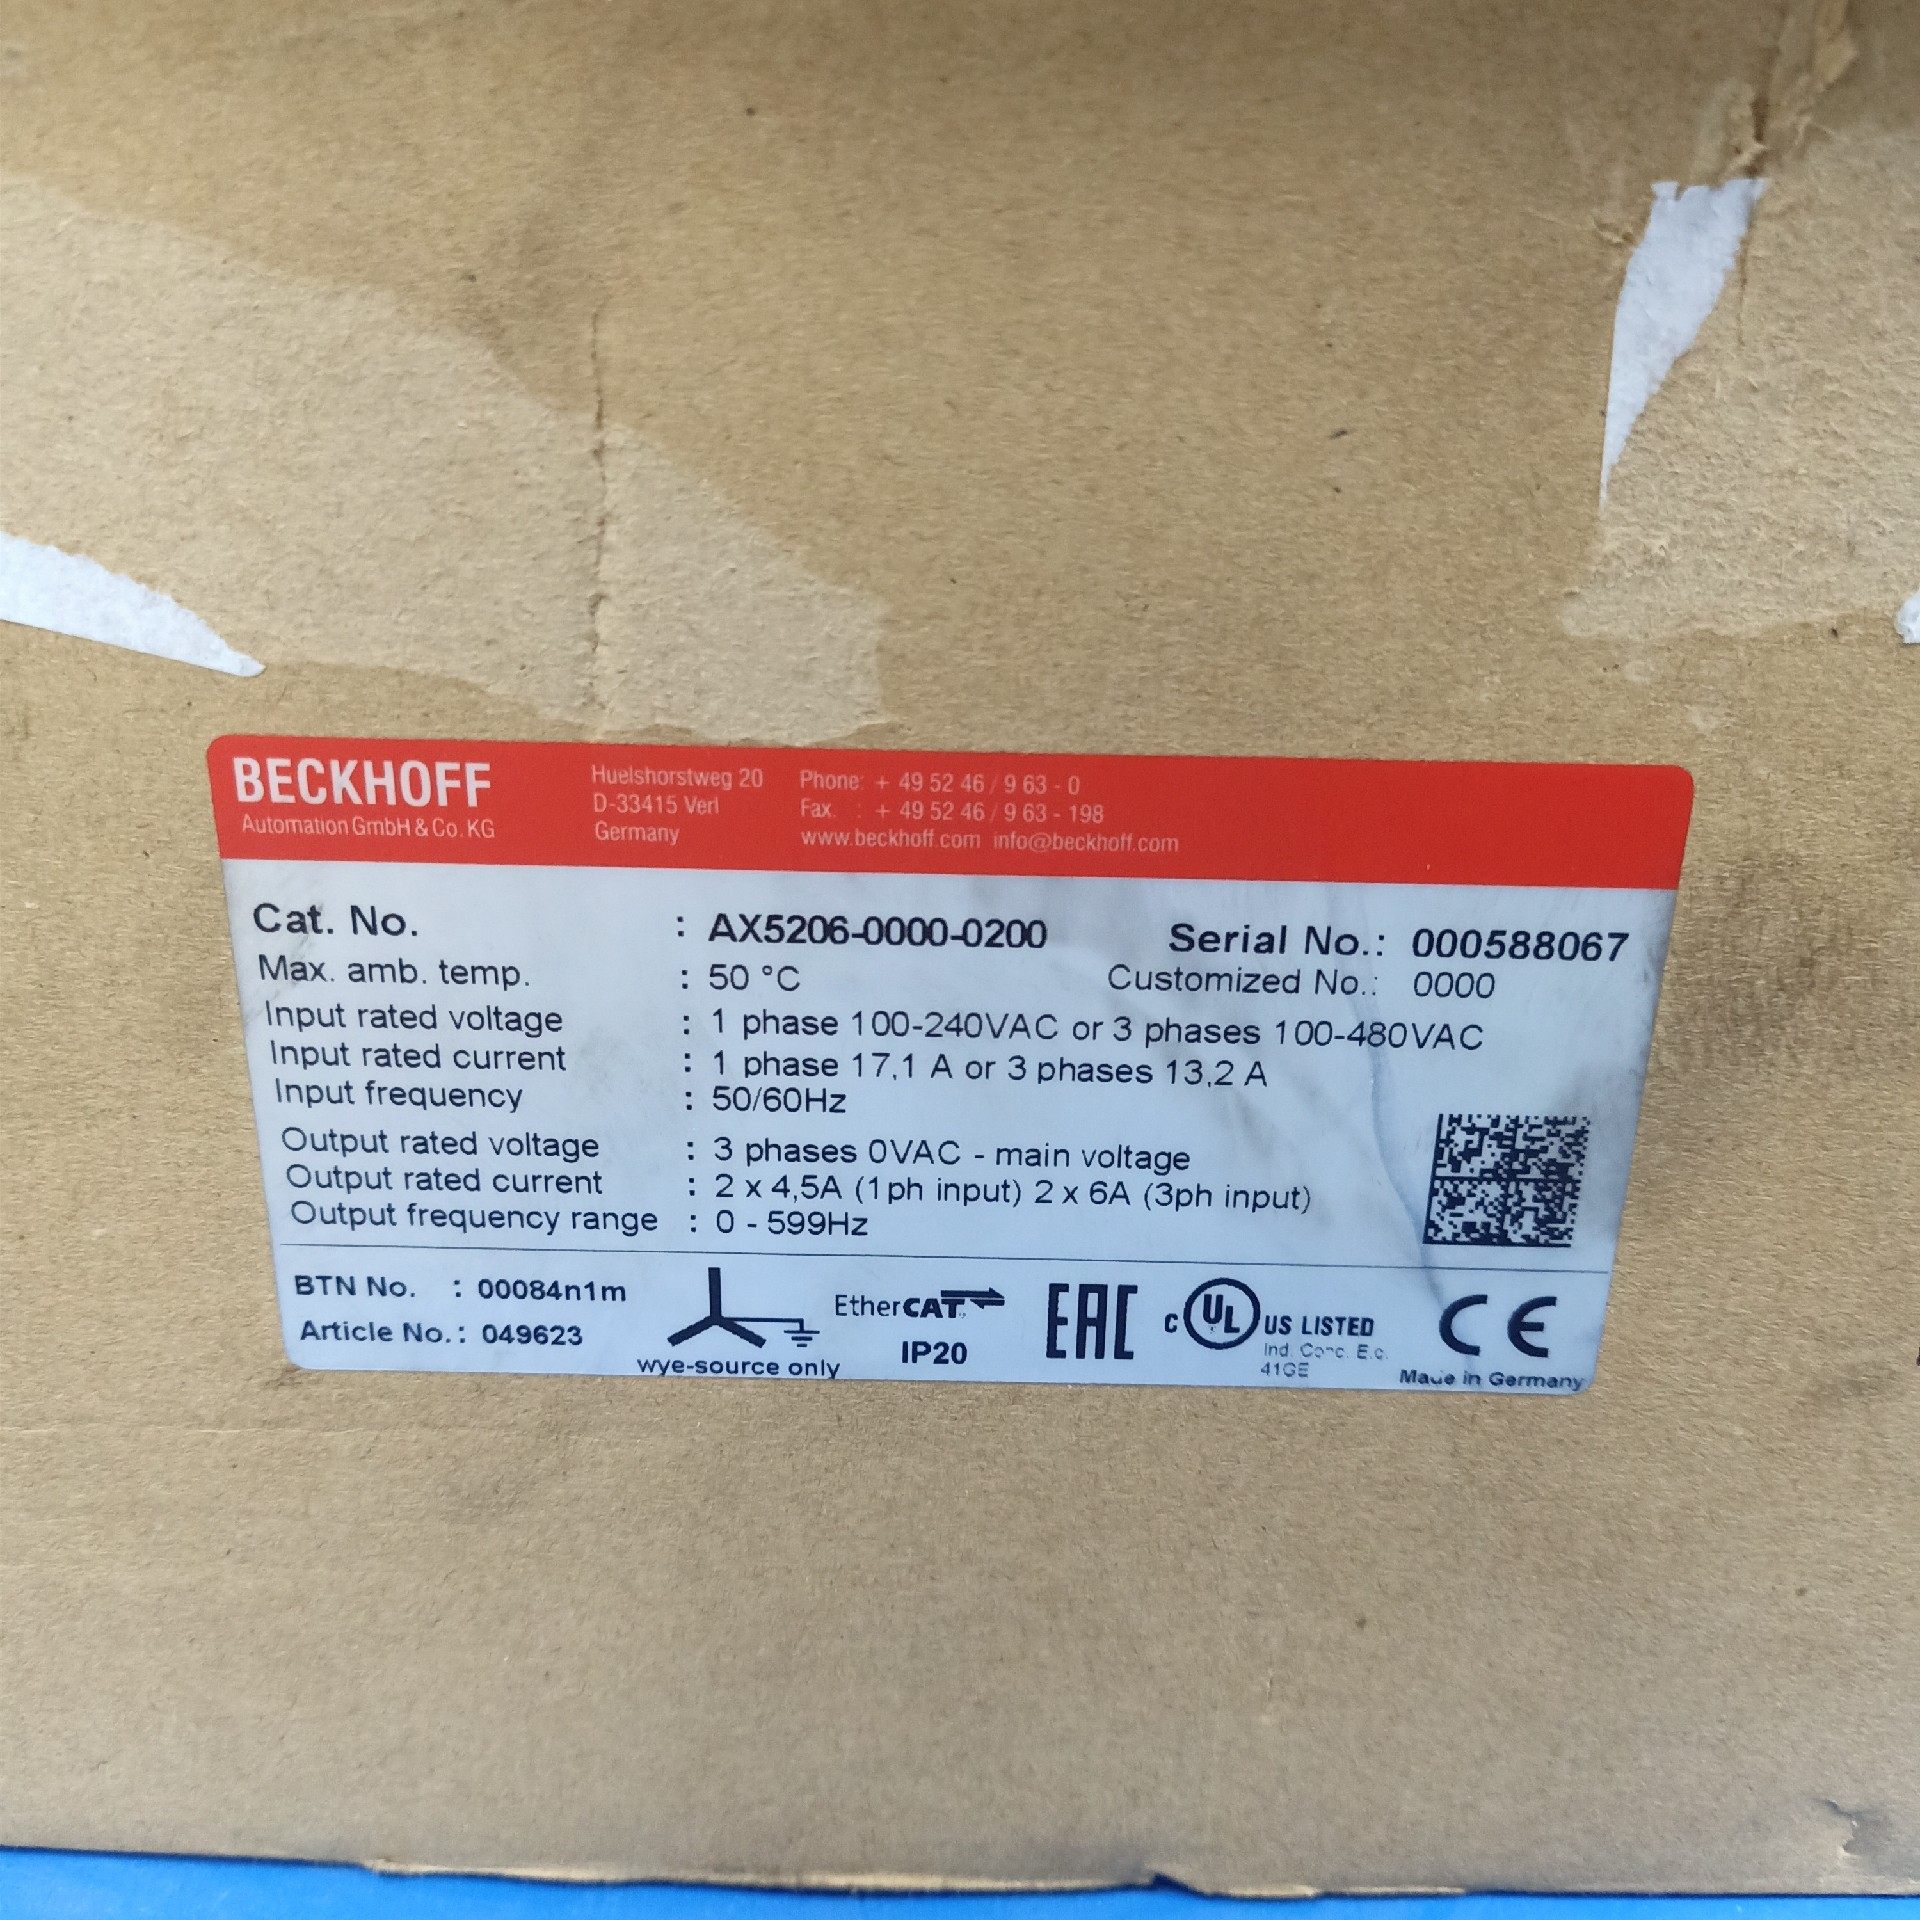 BECKHOFF
Automation GmbH & Co. KG
Huelshorstweg 20
D-33415 Verl
Germany
Phone: + 49 52 46 / 9 63 - 0
Fax. : + 49 52 46 / 9 63 - 198
www.beckhoff.com info@beckhoff.com
Cat. No. : AX5206-0000-0200
Serial No.: 000588067
Max. amb. temp. : 50 °C
Customized No.: 0000
Input rated voltage : 1 phase 100-240VAC or 3 phases 100-480VAC
Input rated current : 1 phase 17,1 A or 3 phases 13,2 A
Input frequency : 50/60Hz
Output rated voltage : 3 phases 0VAC - main voltage
Output rated current : 2 x 4,5A (1ph input) 2 x 6A (3ph input)
Output frequency range : 0 - 599Hz
BTN No. : 00084n1m
Article No.: 049623
wye-source only
EtherCAT
IP20
EAC
c UL US LISTED
Ind. Conc. E.c.
41GE
CE
Made in Germany